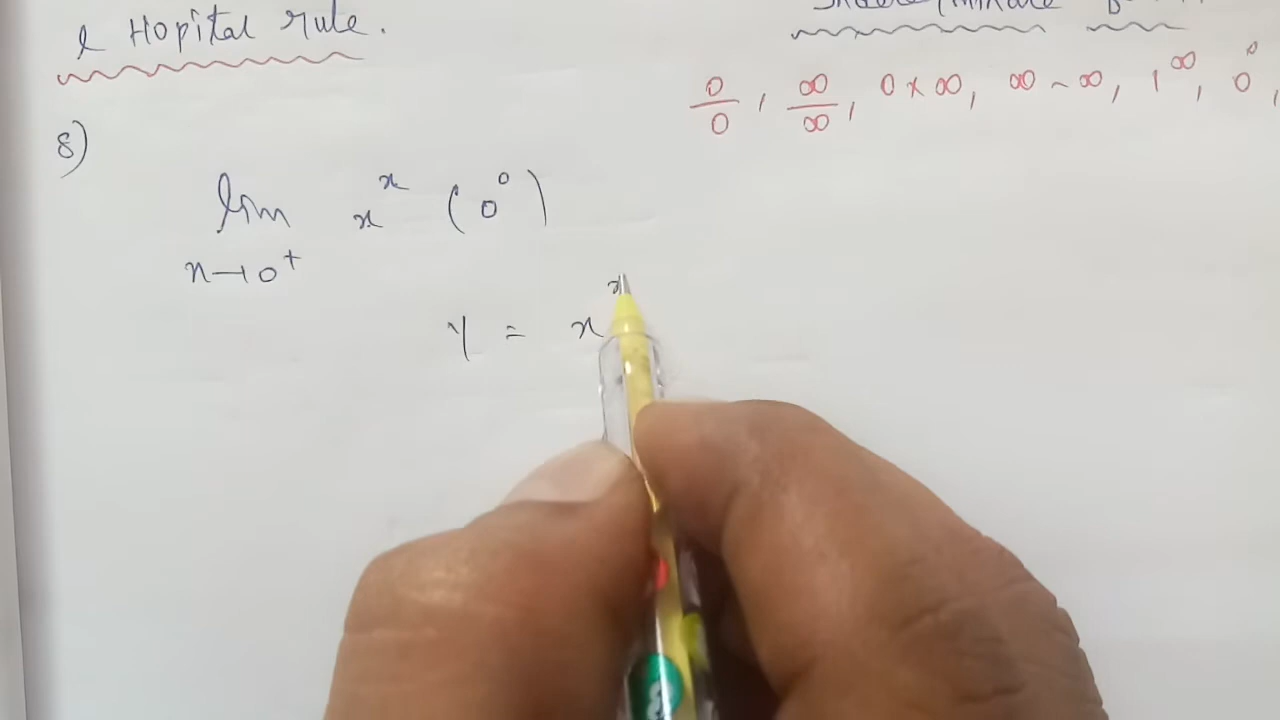 l Hopital rule.
0/0, ∞/∞, 0×∞, ∞-∞, 1^∞, 0^0,
8)
lim x→0+ x^x (0^0)
y = x^x